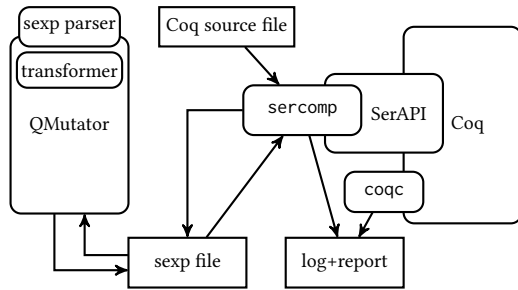 sexp parser
transformer
QMutator
Coq source file
sercomp
SerAPI
Coq
coqc
sexp file
log+report